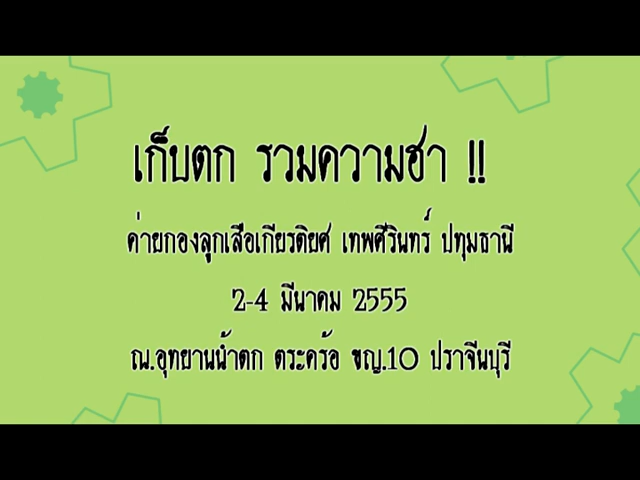 เก็บตก รวมความฮา !!
ค่ายกองลูกเสือเกียรติยศ เทพศิรินทร์ ปทุมธานี
2-4 มีนาคม 2555
ณ.อุทยานน้ำตก ตระคร้อ ขญ.10 ปราจีนบุรี